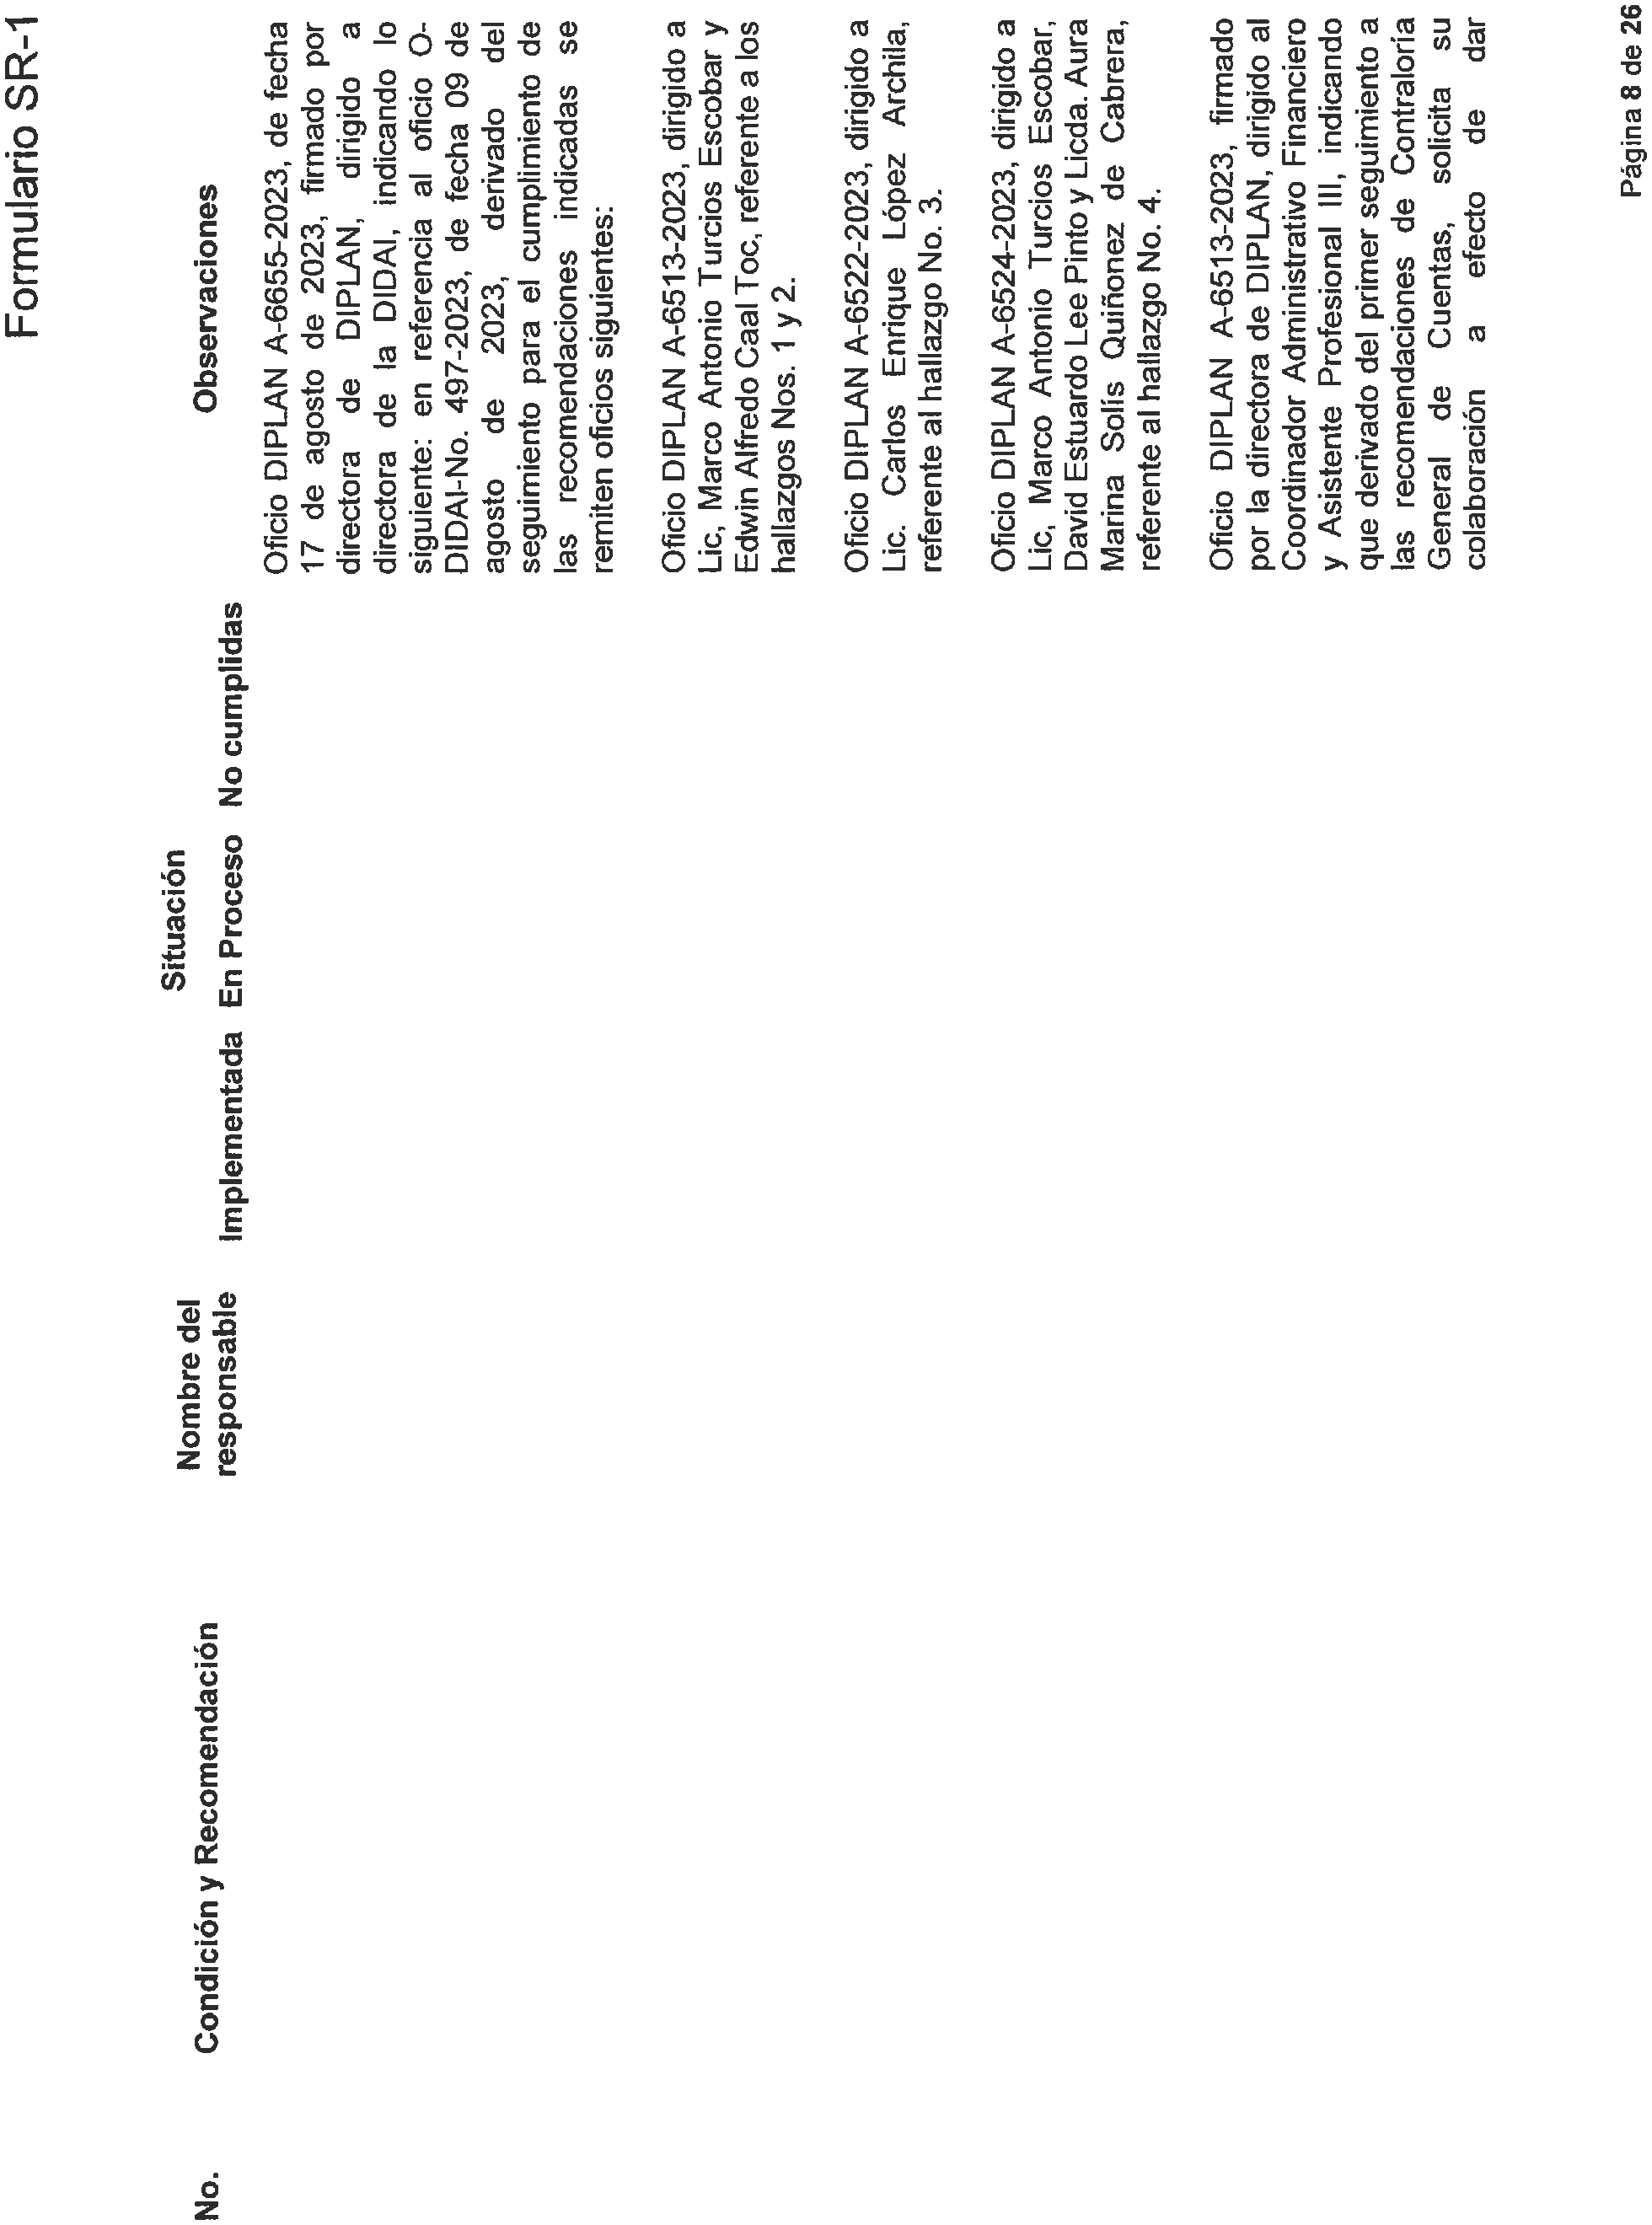 Formulario SR-1
Situación
No.
Condición y Recomendación
Nombre del
responsable
Implementada
En Proceso
No cumplidas
Observaciones
Oficio DIPLAN A-6655-2023, de fecha
17 de agosto de 2023, firmado por
directora de DIPLAN, dirigido a
directora de la DIDAI, indicando lo
siguiente: en referencia al oficio O-
DIDAI-No. 497-2023, de fecha 09 de
agosto de 2023, derivado del
seguimiento para el cumplimiento de
las recomendaciones indicadas se
remiten oficios siguientes:
Oficio DIPLAN A-6513-2023, dirigido a
Lic, Marco Antonio Turcios Escobar y
Edwin Alfredo Caal Toc, referente a los
hallazgos Nos. 1 y 2.
Oficio DIPLAN A-6522-2023, dirigido a
Lic. Carlos Enrique López Archila,
referente al hallazgo No. 3.
Oficio DIPLAN A-6524-2023, dirigido a
Lic, Marco Antonio Turcios Escobar,
David Estuardo Lee Pinto y Licda. Aura
Marina Solís Quiñonez de Cabrera,
referente al hallazgo No. 4.
Oficio DIPLAN A-6513-2023, firmado
por la directora de DIPLAN, dirigido al
Coordinador Administrativo Financiero
y Asistente Profesional III, indicando
que derivado del primer seguimiento a
las recomendaciones de Contraloría
General de Cuentas, solicita su
colaboración a efecto de dar
Página 8 de 26